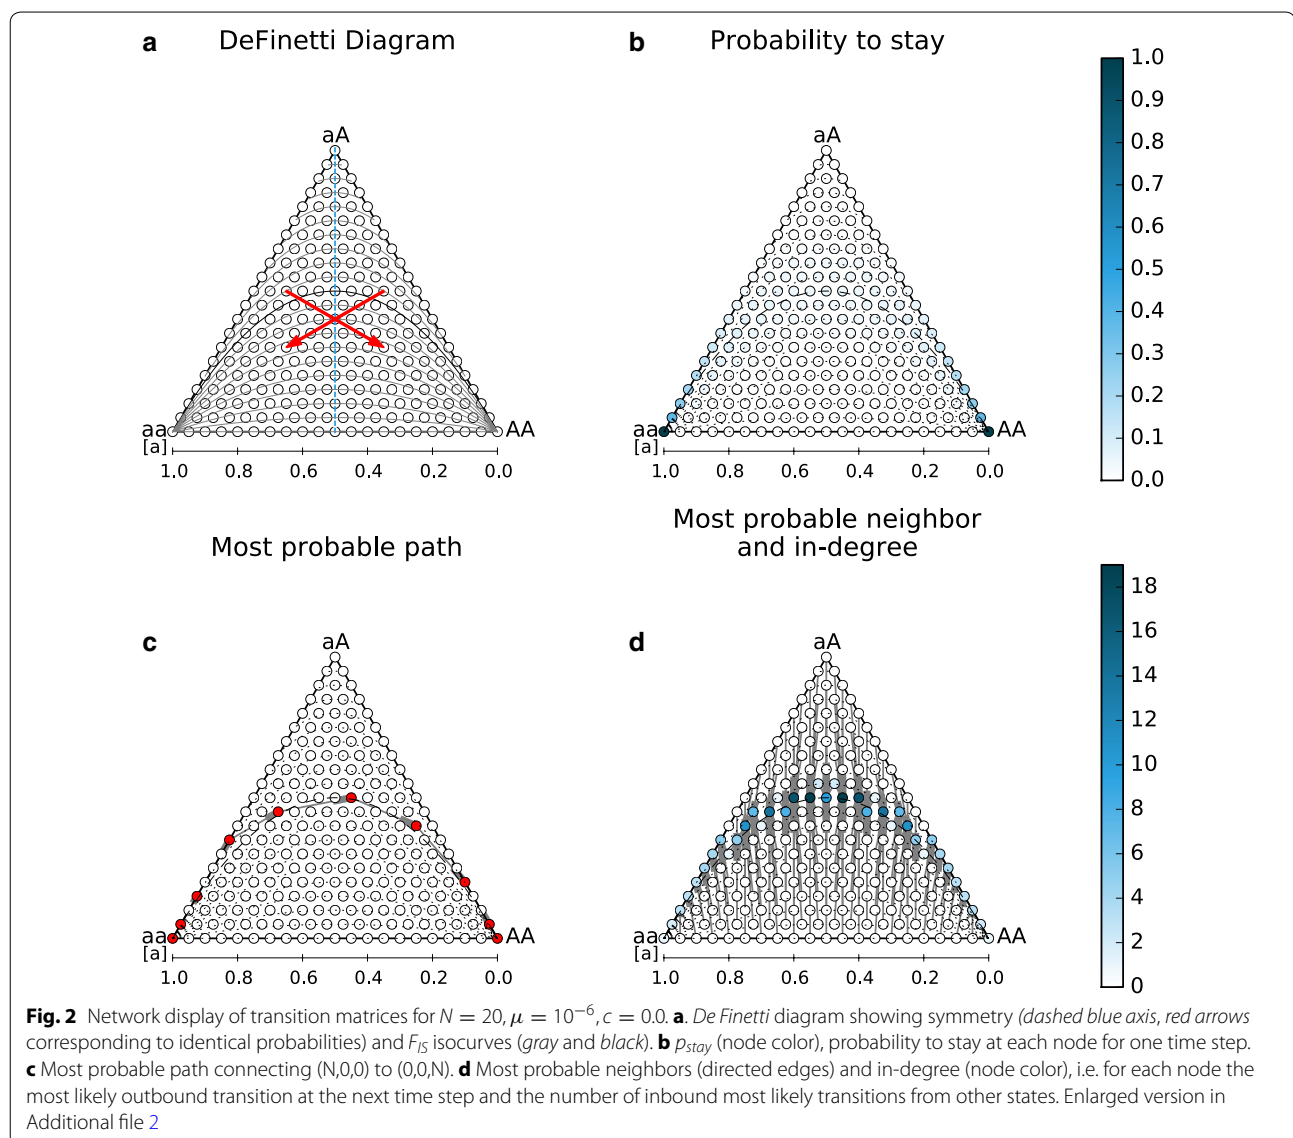 a DeFinetti Diagram
b Probability to stay
aA
aa
[a]
AA
1.0 0.8 0.6 0.4 0.2 0.0
aA
aa
[a]
AA
1.0 0.8 0.6 0.4 0.2 0.0
1.0
0.9
0.8
0.7
0.6
0.5
0.4
0.3
0.2
0.1
0.0
c Most probable path
d Most probable neighbor
and in-degree
aA
aa
[a]
AA
1.0 0.8 0.6 0.4 0.2 0.0
aA
aa
[a]
AA
1.0 0.8 0.6 0.4 0.2 0.0
18
16
14
12
10
8
6
4
2
0
Fig. 2 Network display of transition matrices for N = 20, μ = 10⁻⁶, c = 0.0. a. De Finetti diagram showing symmetry (dashed blue axis, red arrows
corresponding to identical probabilities) and F_IS isocurves (gray and black). b p_stay (node color), probability to stay at each node for one time step.
c Most probable path connecting (N,0,0) to (0,0,N). d Most probable neighbors (directed edges) and in-degree (node color), i.e. for each node the
most likely outbound transition at the next time step and the number of inbound most likely transitions from other states. Enlarged version in
Additional file 2